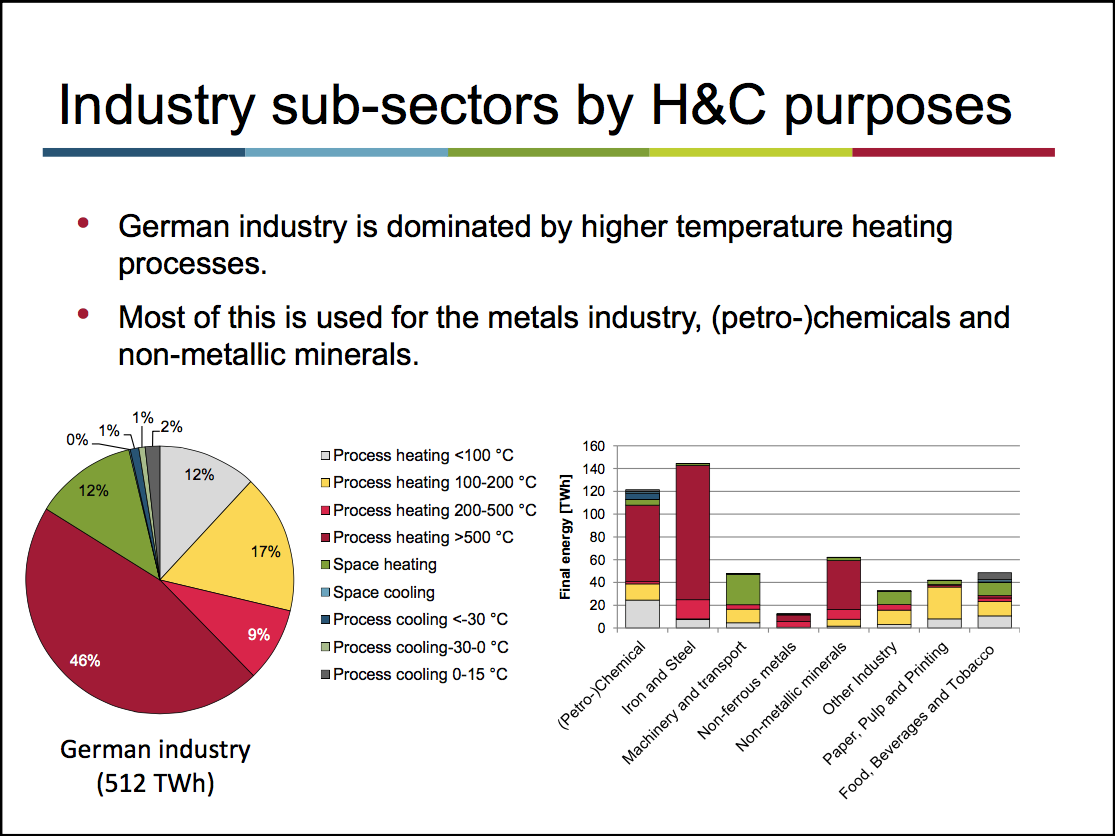 Industry sub-sectors by H&C purposes
• German industry is dominated by higher temperature heating
processes.
• Most of this is used for the metals industry, (petro-)chemicals and
non-metallic minerals.
0%
1%
1%
2%
12%
17%
9%
46%
12%
German industry
(512 TWh)
Process heating <100 °C
Process heating 100-200 °C
Process heating 200-500 °C
Process heating >500 °C
Space heating
Space cooling
Process cooling <-30 °C
Process cooling-30-0 °C
Process cooling 0-15 °C
Final energy [TWh]
160
140
120
100
80
60
40
20
0
(Petro-)Chemical
Iron and Steel
Machinery and transport
Non-ferrous metals
Non-metallic minerals
Other Industry
Paper, Pulp and Printing
Food, Beverages and Tobacco